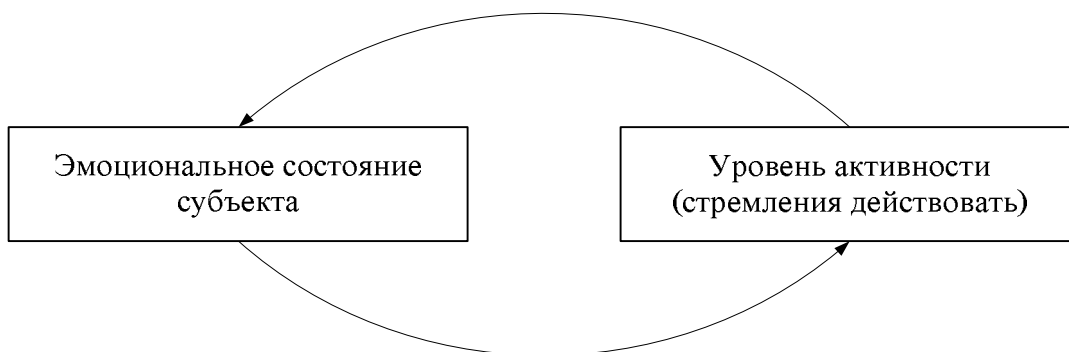 Эмоциональное состояние
субъекта
Уровень активности
(стремления действовать)